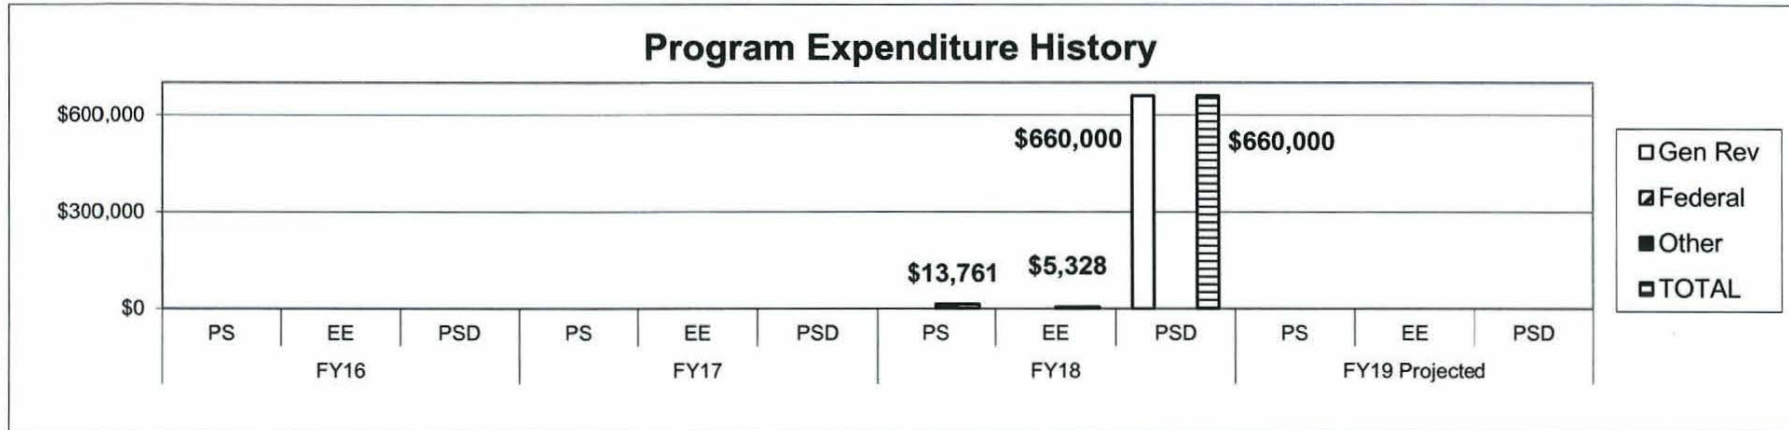 Program Expenditure History
$600,000
$300,000
$0
$13,761
$5,328
$660,000
$660,000
PS EE PSD PS EE PSD PS EE PSD PS EE PSD
FY16 FY17 FY18 FY19 Projected
Gen Rev
Federal
Other
TOTAL